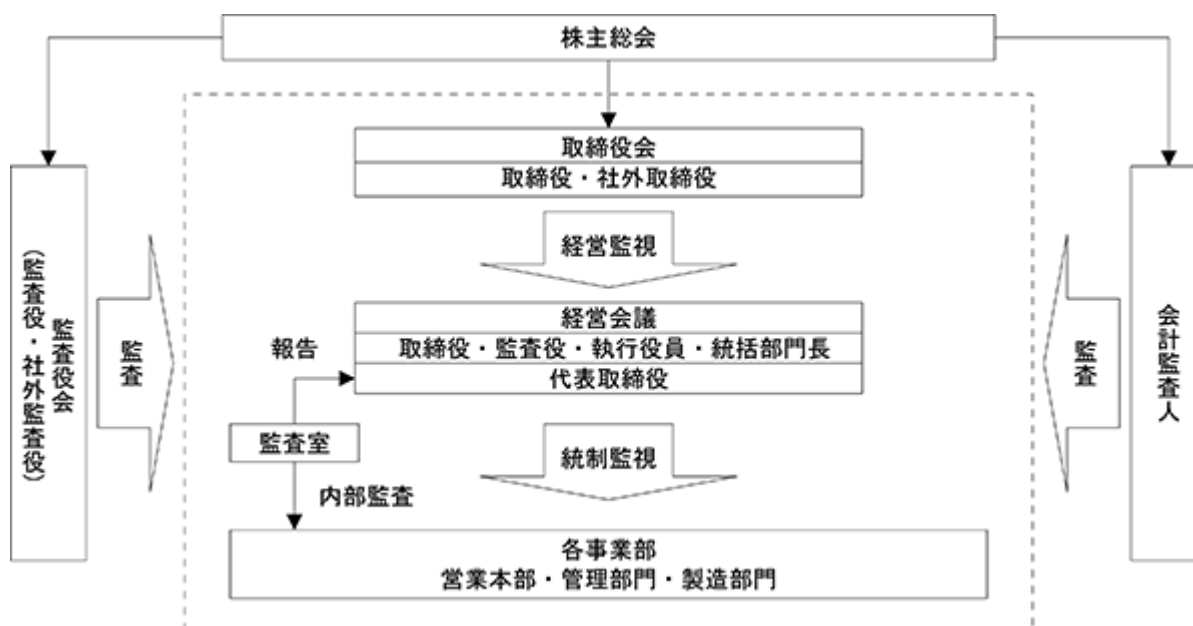 株主総会
取締役会
取締役・社外取締役
経営監視
経営会議
取締役・監査役・執行役員・統括部門長
代表取締役
報告
監査室
内部監査
統制監視
各事業部
営業本部・管理部門・製造部門
監査役会
(監査役・社外監査役)
監査
監査
会計監査人